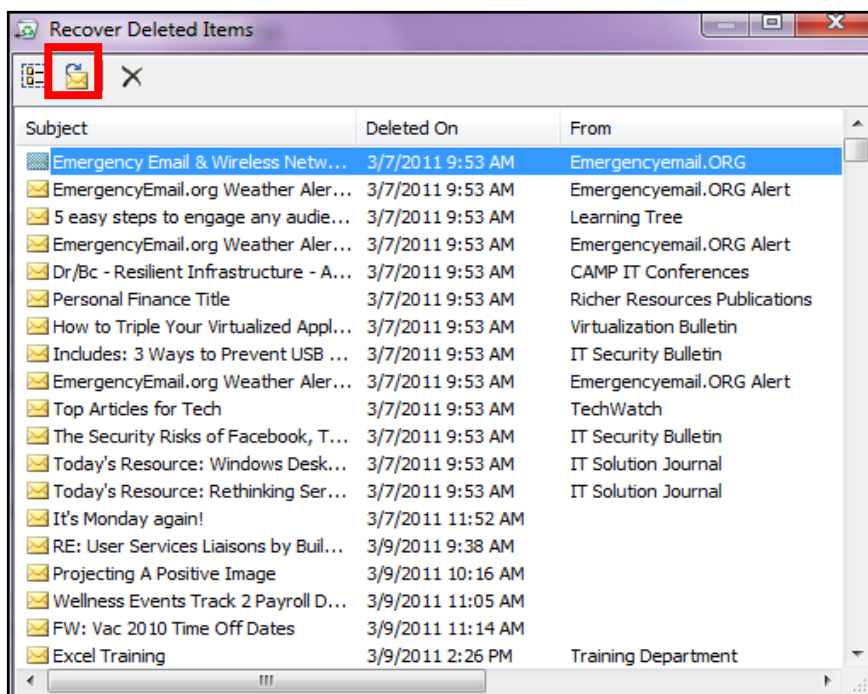 Recover Deleted Items
Subject Deleted On From
Emergency Email & Wireless Netw... 3/7/2011 9:53 AM Emergencyemail.ORG
EmergencyEmail.org Weather Aler... 3/7/2011 9:53 AM Emergencyemail.ORG Alert
5 easy steps to engage any audie... 3/7/2011 9:53 AM Learning Tree
EmergencyEmail.org Weather Aler... 3/7/2011 9:53 AM Emergencyemail.ORG Alert
Dr/Bc - Resilient Infrastructure - A... 3/7/2011 9:53 AM CAMP IT Conferences
Personal Finance Title 3/7/2011 9:53 AM Richer Resources Publications
How to Triple Your Virtualized Appl... 3/7/2011 9:53 AM Virtualization Bulletin
Includes: 3 Ways to Prevent USB ... 3/7/2011 9:53 AM IT Security Bulletin
EmergencyEmail.org Weather Aler... 3/7/2011 9:53 AM Emergencyemail.ORG Alert
Top Articles for Tech 3/7/2011 9:53 AM TechWatch
The Security Risks of Facebook, T... 3/7/2011 9:53 AM IT Security Bulletin
Today's Resource: Windows Desk... 3/7/2011 9:53 AM IT Solution Journal
Today's Resource: Rethinking Ser... 3/7/2011 9:53 AM IT Solution Journal
It's Monday again! 3/7/2011 11:52 AM
RE: User Services Liaisons by Buil... 3/9/2011 9:38 AM
Projecting A Positive Image 3/9/2011 10:16 AM
Wellness Events Track 2 Payroll D... 3/9/2011 11:05 AM
FW: Vac 2010 Time Off Dates 3/9/2011 11:14 AM
Excel Training 3/9/2011 2:26 PM Training Department